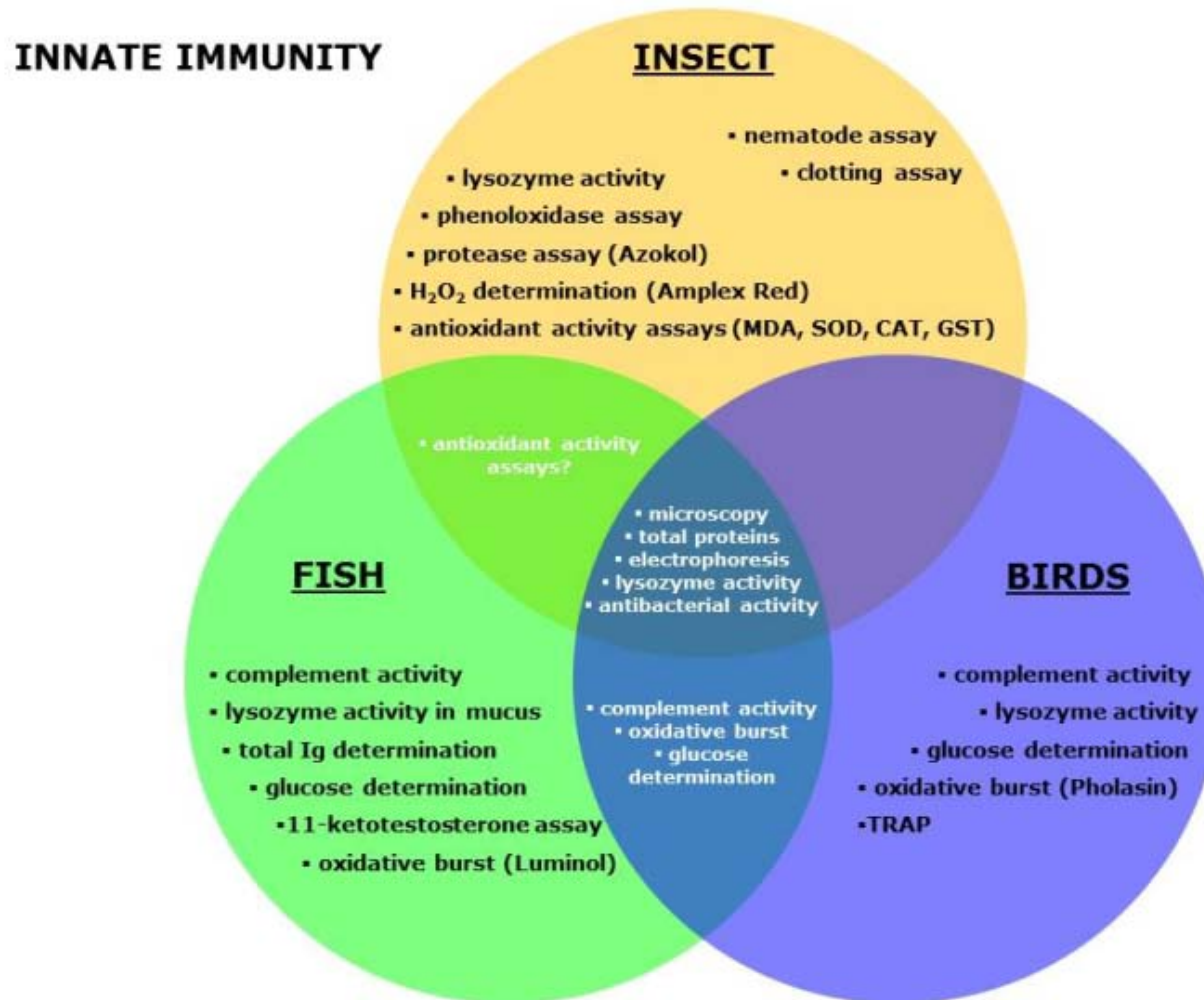 INNATE IMMUNITY
INSECT
▪ nematode assay
▪ clotting assay
▪ lysozyme activity
▪ phenoloxidase assay
▪ protease assay (Azokol)
▪ H₂O₂ determination (Amplex Red)
▪ antioxidant activity assays (MDA, SOD, CAT, GST)
▪ antioxidant activity
assays?
▪ microscopy
▪ total proteins
▪ electrophoresis
▪ lysozyme activity
▪ antibacterial activity
FISH
▪ complement activity
▪ lysozyme activity in mucus
▪ total Ig determination
▪ glucose determination
▪11-ketotestosterone assay
▪ oxidative burst (Luminol)
▪ complement activity
▪ oxidative burst
▪ glucose
determination
BIRDS
▪ complement activity
▪ lysozyme activity
▪ glucose determination
▪ oxidative burst (Pholasin)
▪TRAP